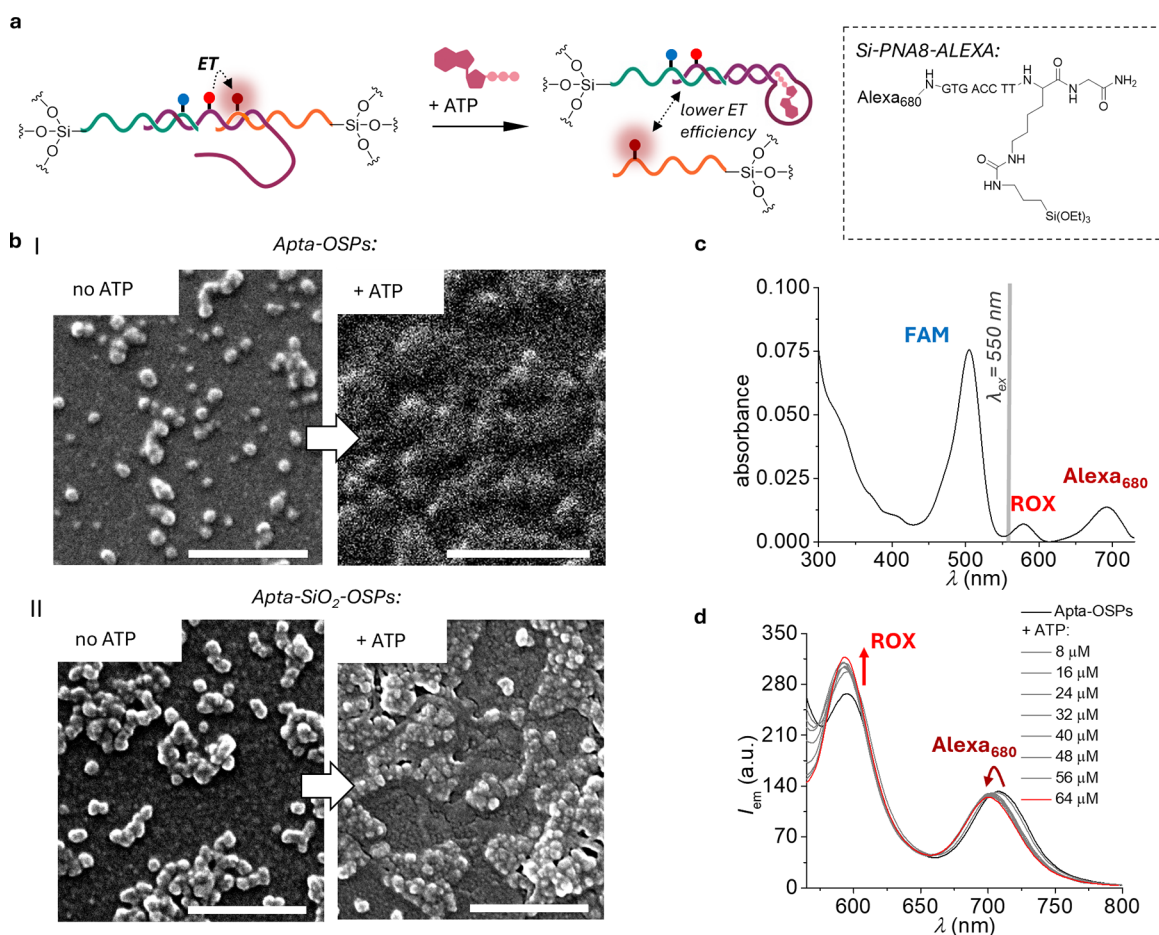 a
ET
+ ATP
lower ET
efficiency
Si
O
O
O
Si
O
O
O
Si
O
O
O
Si
O
O
O
Si-PNA8-ALEXA:
Alexa680
H
N
GTG ACC TT
H
N
O
N
H
O
NH2
NH
O
HN
Si(OEt)3
b
I
Apta-OSPs:
no ATP
+ ATP
II
Apta-SiO2-OSPs:
no ATP
+ ATP
c
0.100
0.075
0.050
0.025
0.000
absorbance
FAM
λex = 550 nm
ROX
Alexa680
300
400
500
600
700
λ (nm)
d
350
280
210
140
70
0
Iem (a.u.)
ROX
Alexa680
Apta-OSPs
+ ATP:
8 μM
16 μM
24 μM
32 μM
40 μM
48 μM
56 μM
64 μM
600
650
700
750
800
λ (nm)